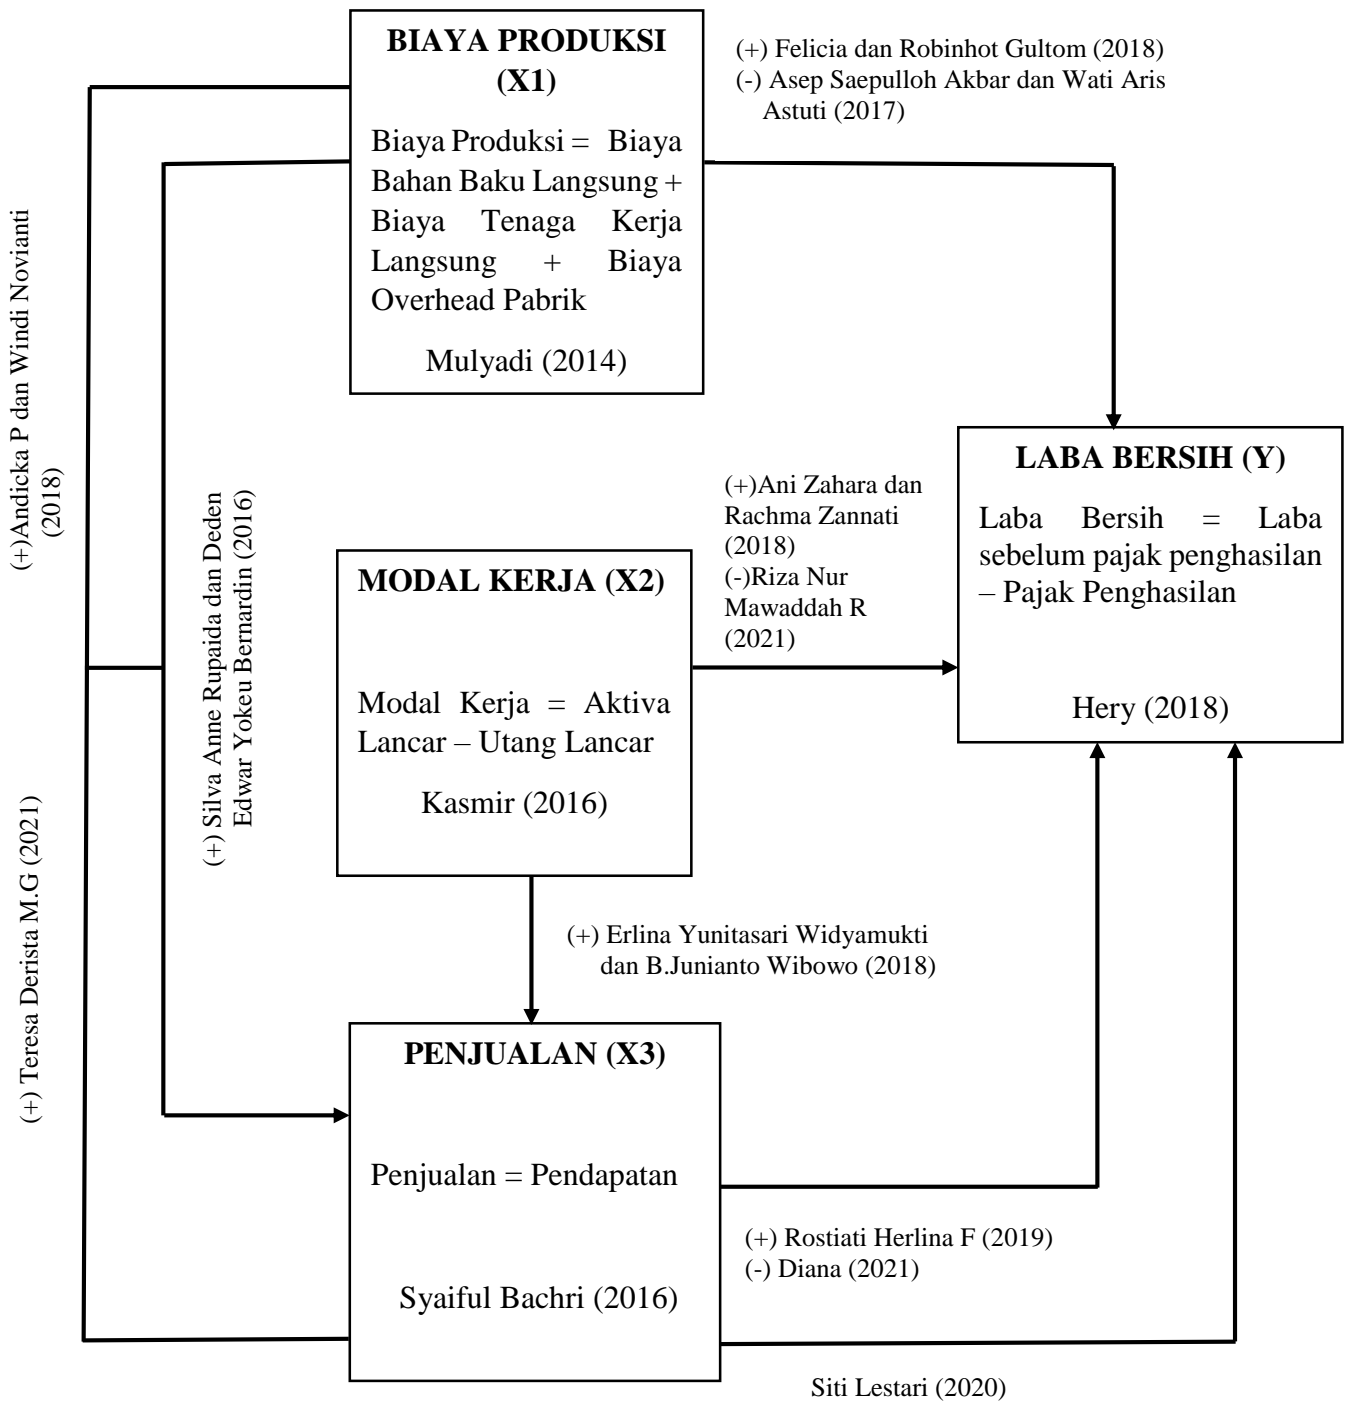 BIAYA PRODUKSI
(X1)
Biaya Produksi = Biaya
Bahan Baku Langsung +
Biaya Tenaga Kerja
Langsung + Biaya
Overhead Pabrik
Mulyadi (2014)
(+) Felicia dan Robinhot Gultom (2018)
(-) Asep Saepulloh Akbar dan Wati Aris
Astuti (2017)
(+)Andicka P dan Windi Novianti
(2018)
(+) Silva Anne Rupaida dan Deden
Edwar Yokeu Bernardin (2016)
(+) Teresa Derista M.G (2021)
MODAL KERJA (X2)
Modal Kerja = Aktiva
Lancar – Utang Lancar
Kasmir (2016)
(+)Ani Zahara dan
Rachma Zannati
(2018)
(-)Riza Nur
Mawaddah R
(2021)
LABA BERSIH (Y)
Laba Bersih = Laba
sebelum pajak penghasilan
– Pajak Penghasilan
Hery (2018)
(+) Erlina Yunitasari Widyamukti
dan B.Junianto Wibowo (2018)
PENJUALAN (X3)
Penjualan = Pendapatan
Syaiful Bachri (2016)
(+) Rostiati Herlina F (2019)
(-) Diana (2021)
Siti Lestari (2020)